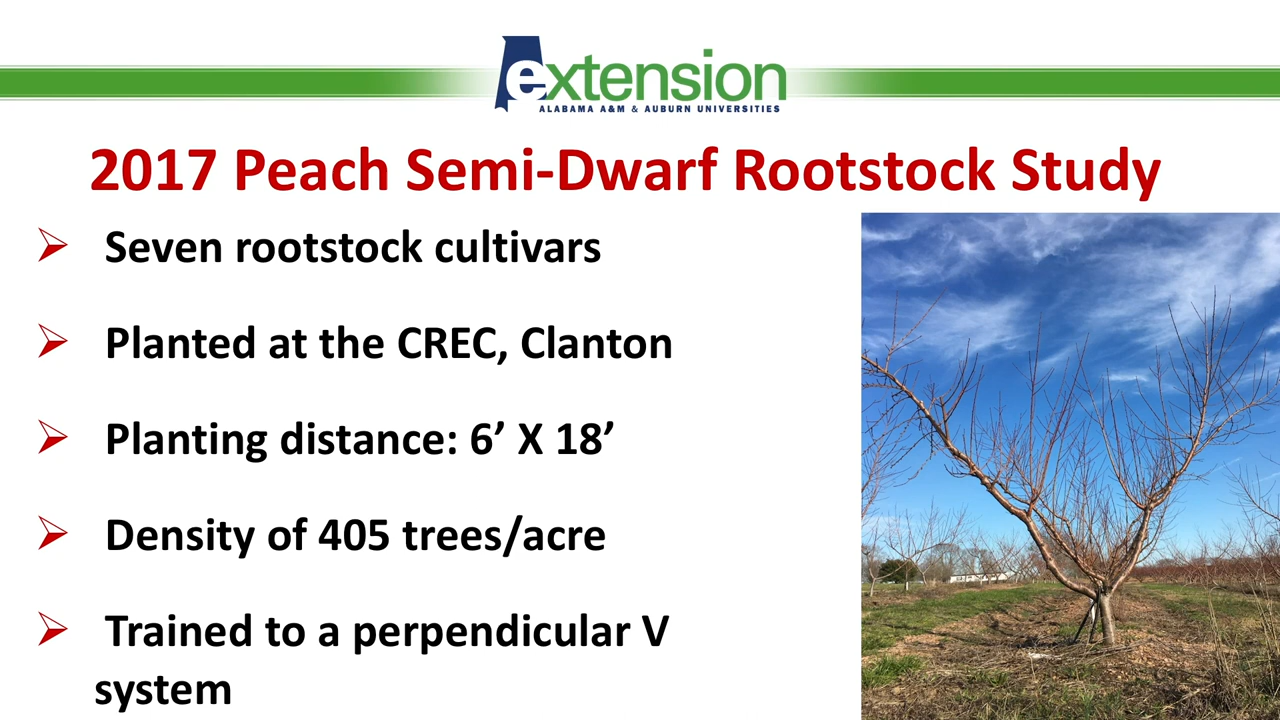 extension
ALABAMA A&M & AUBURN UNIVERSITIES
2017 Peach Semi-Dwarf Rootstock Study
➢ Seven rootstock cultivars
➢ Planted at the CREC, Clanton
➢ Planting distance: 6’ X 18’
➢ Density of 405 trees/acre
➢ Trained to a perpendicular V
system